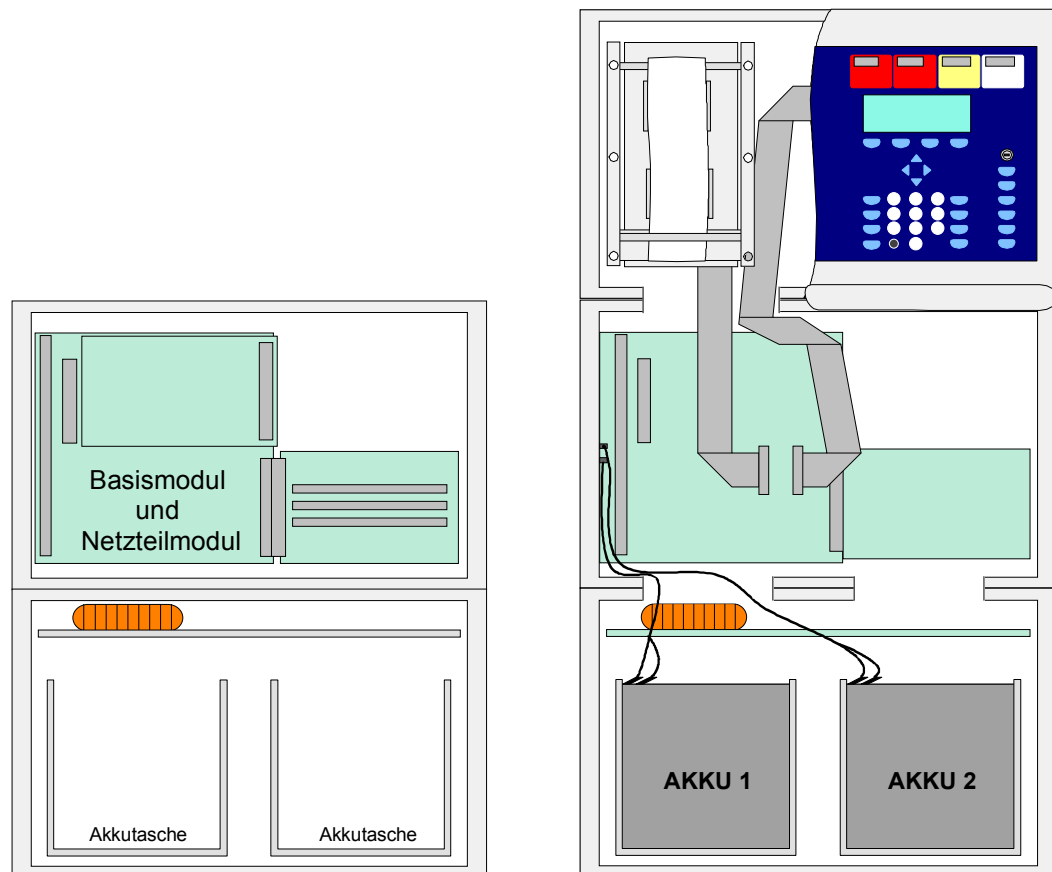 Basismodul
und
Netzteilmodul
Akkutasche
Akkutasche
AKKU 1
AKKU 2